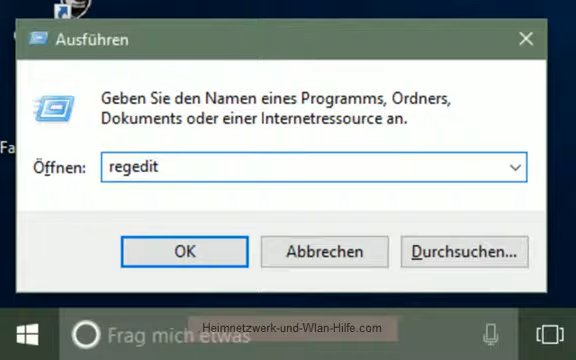 Ausführen
Geben Sie den Namen eines Programms, Ordners,
Dokuments oder einer Internetressource an.
Fa
Öffnen: regedit
OK Abbrechen Durchsuchen...
Frag mich etwas
Heimnetzwerk-und-Wlan-Hilfe.com